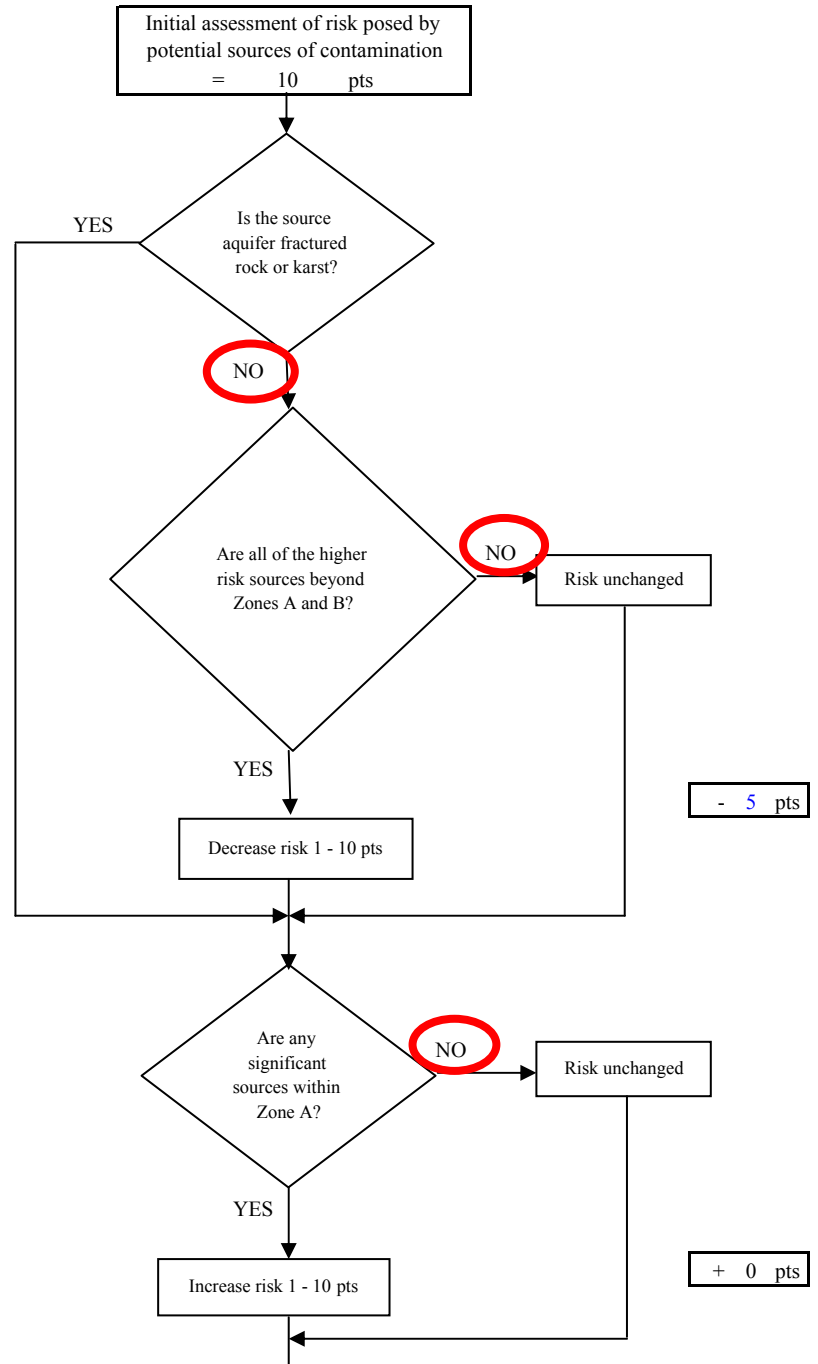 Initial assessment of risk posed by
potential sources of contamination
= 10 pts
YES
Is the source
aquifer fractured
rock or karst?
NO
Are all of the higher
risk sources beyond
Zones A and B?
NO
Risk unchanged
YES
- 5 pts
Decrease risk 1 - 10 pts
Are any
significant
sources within
Zone A?
NO
Risk unchanged
YES
+ 0 pts
Increase risk 1 - 10 pts